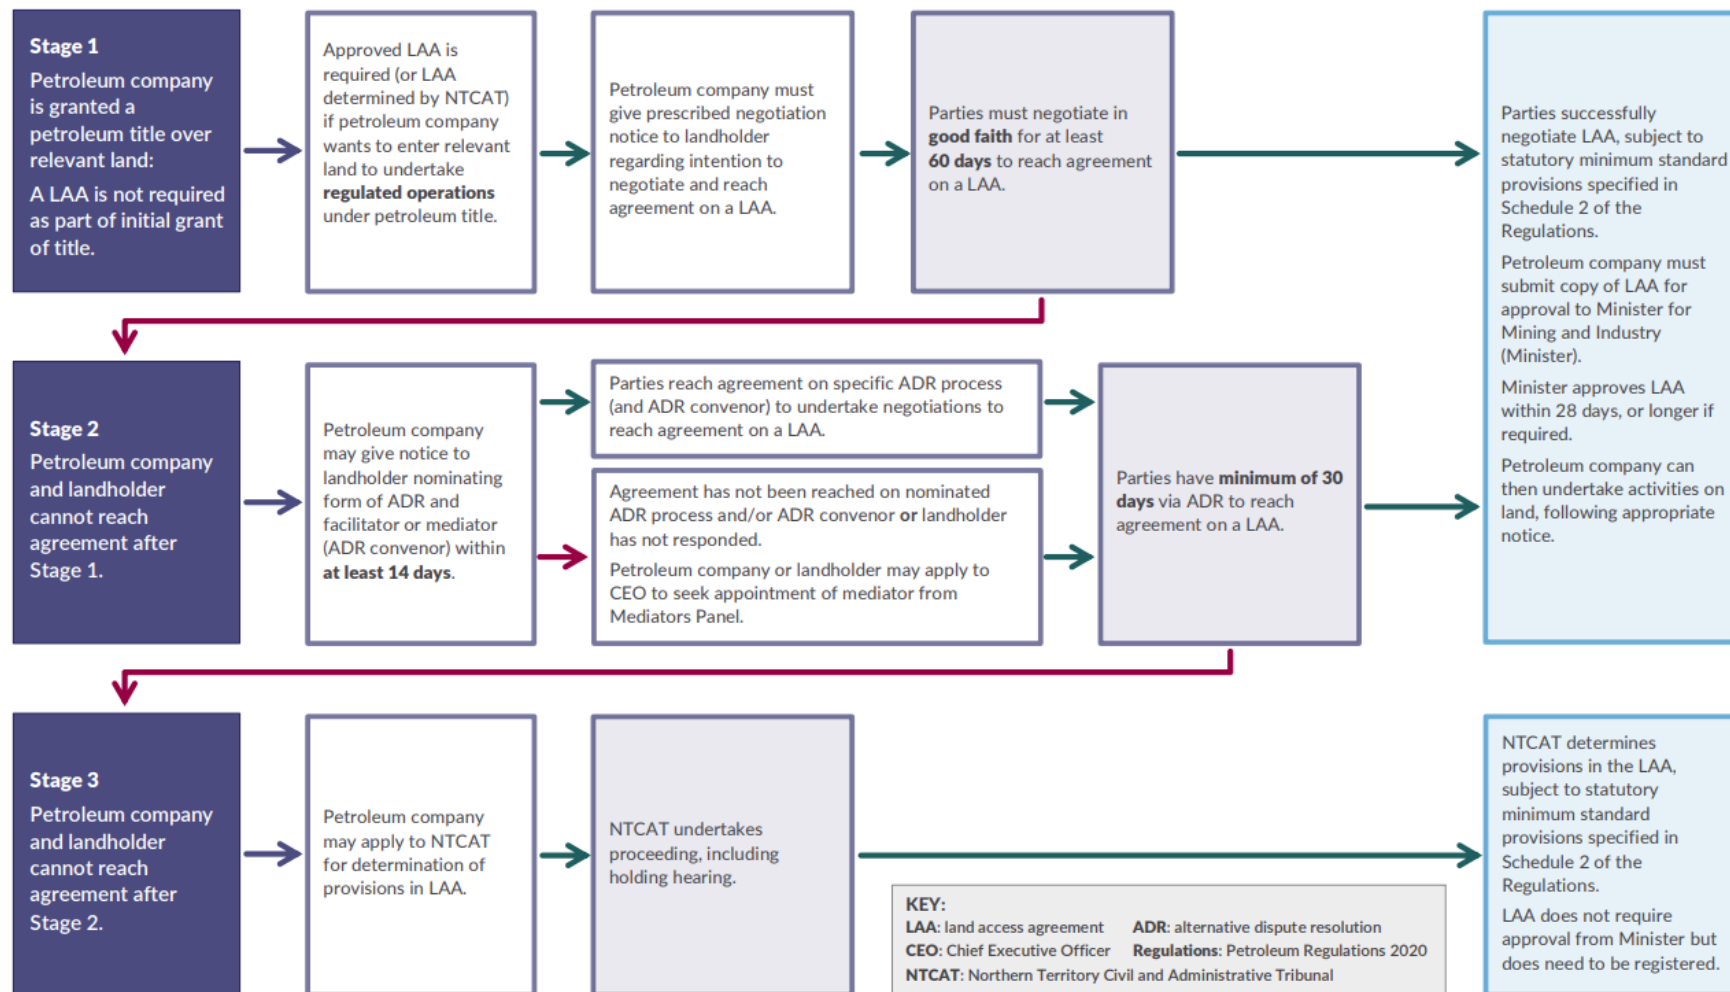 Stage 1
Petroleum company
is granted a
petroleum title over
relevant land:
A LAA is not required
as part of initial grant
of title.
Approved LAA is
required (or LAA
determined by NTCAT)
if petroleum company
wants to enter relevant
land to undertake
regulated operations
under petroleum title.
Petroleum company must
give prescribed negotiation
notice to landholder
regarding intention to
negotiate and reach
agreement on a LAA.
Parties must negotiate in
good faith for at least
60 days to reach agreement
on a LAA.
Parties successfully
negotiate LAA, subject to
statutory minimum standard
provisions specified in
Schedule 2 of the
Regulations.
Petroleum company must
submit copy of LAA for
approval to Minister for
Mining and Industry
(Minister).
Minister approves LAA
within 28 days, or longer if
required.
Petroleum company can
then undertake activities on
land, following appropriate
notice.
Stage 2
Petroleum company
and landholder
cannot reach
agreement after
Stage 1.
Petroleum company
may give notice to
landholder nominating
form of ADR and
facilitator or mediator
(ADR convenor) within
at least 14 days.
Parties reach agreement on specific ADR process
(and ADR convenor) to undertake negotiations to
reach agreement on a LAA.
Agreement has not been reached on nominated
ADR process and/or ADR convenor or landholder
has not responded.
Petroleum company or landholder may apply to
CEO to seek appointment of mediator from
Mediators Panel.
Parties have minimum of 30
days via ADR to reach
agreement on a LAA.
Stage 3
Petroleum company
and landholder
cannot reach
agreement after
Stage 2.
Petroleum company
may apply to NTCAT
for determination of
provisions in LAA.
NTCAT undertakes
proceeding, including
holding hearing.
NTCAT determines
provisions in the LAA,
subject to statutory
minimum standard
provisions specified in
Schedule 2 of the
Regulations.
LAA does not require
approval from Minister but
does need to be registered.
KEY:
LAA: land access agreement ADR: alternative dispute resolution
CEO: Chief Executive Officer Regulations: Petroleum Regulations 2020
NTCAT: Northern Territory Civil and Administrative Tribunal